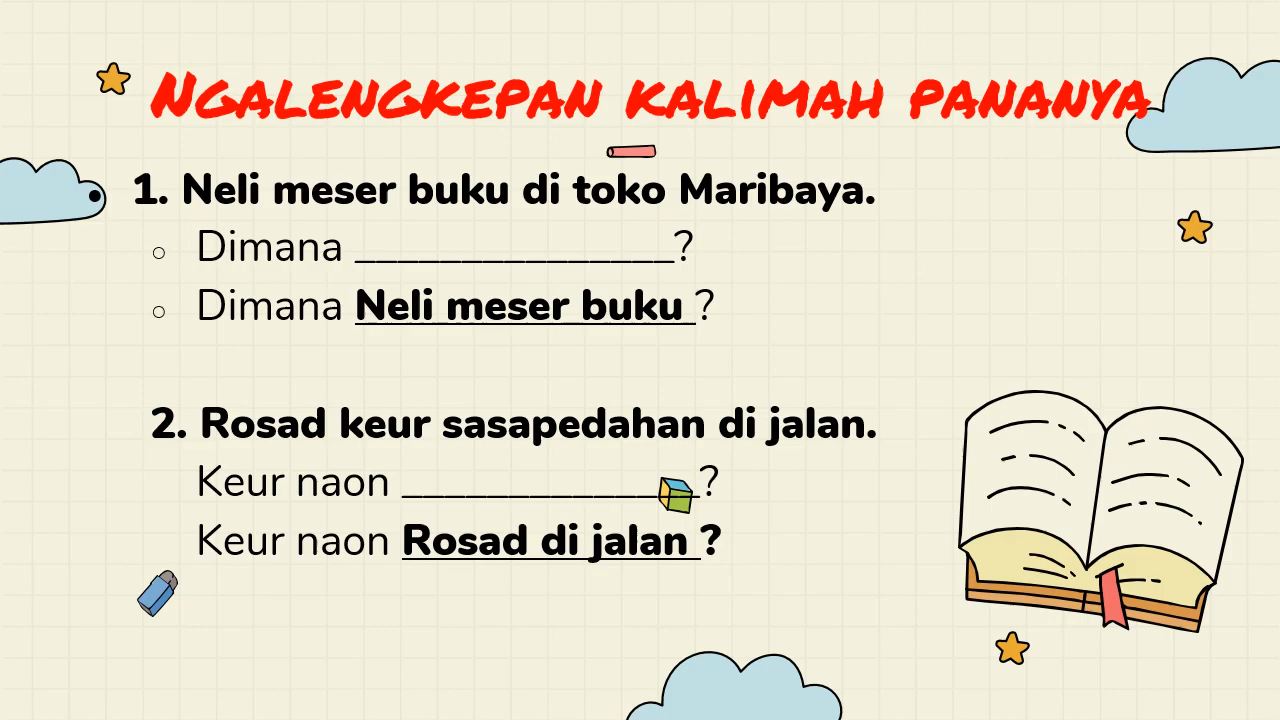 Ngalengkepan kalimah pananya
1. Neli meser buku di toko Maribaya.
○ Dimana _______________?
○ Dimana Neli meser buku ?
2. Rosad keur sasapedahan di jalan.
Keur naon ______________?
Keur naon Rosad di jalan ?